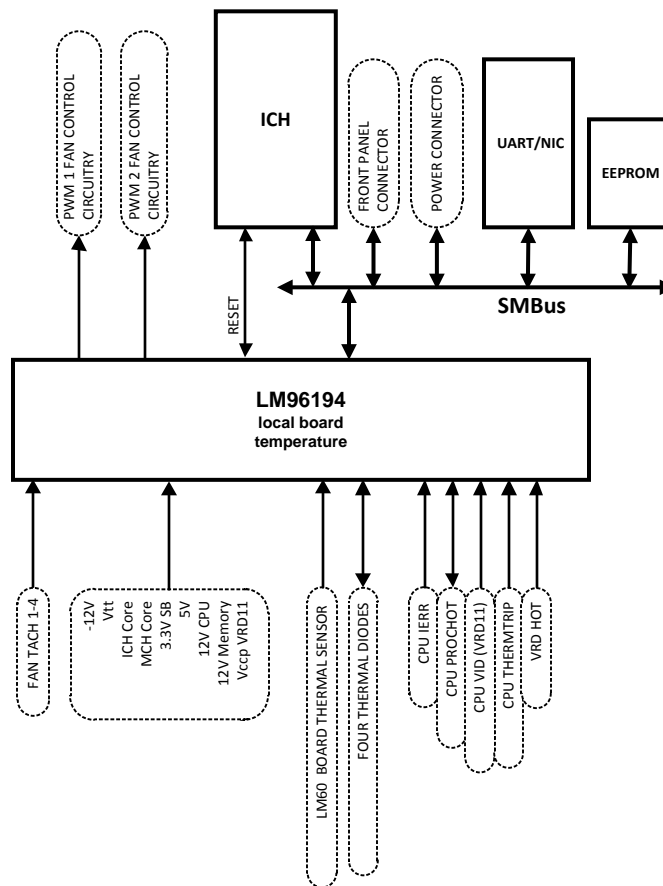 PWM 1 FAN CONTROL
CIRCUITRY
PWM 2 FAN CONTROL
CIRCUITRY
ICH
FRONT PANEL
CONNECTOR
POWER CONNECTOR
UART/NIC
EEPROM
SMBus
RESET
LM96194
local board
temperature
FAN TACH 1-4
-12V
Vtt
ICH Core
MCH Core
3.3V SB
5V
12V CPU
12V Memory
Vccp VRD11
LM60 BOARD THERMAL SENSOR
FOUR THERMAL DIODES
CPU IERR
CPU PROCHOT
CPU VID (VRD11)
CPU THERMTRIP
VRD HOT